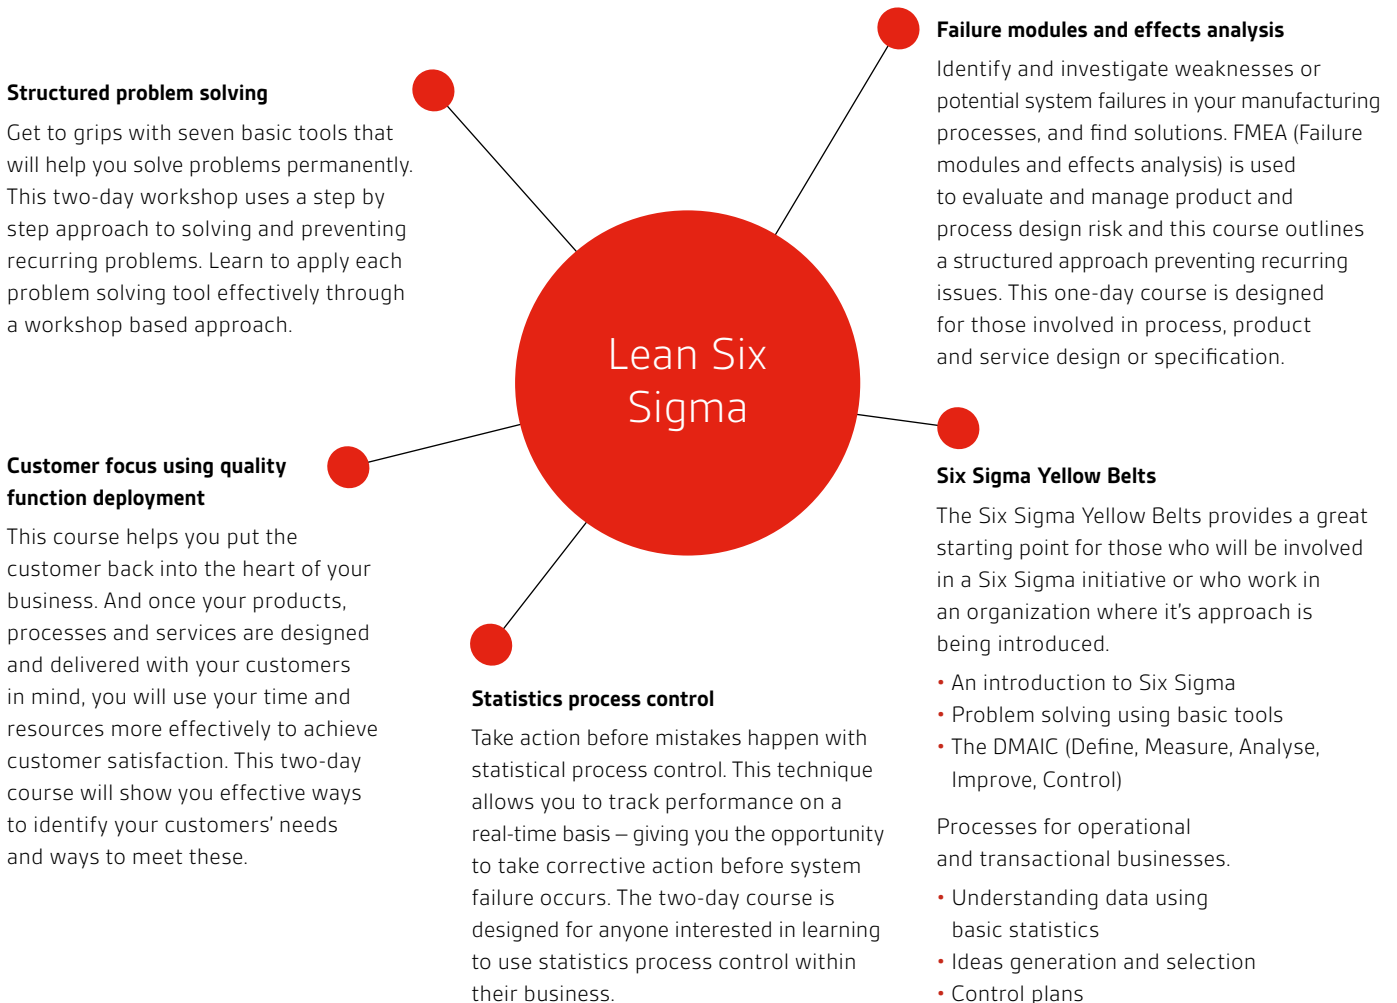 Structured problem solving
Get to grips with seven basic tools that
will help you solve problems permanently.
This two-day workshop uses a step by
step approach to solving and preventing
recurring problems. Learn to apply each
problem solving tool effectively through
a workshop based approach.
Failure modules and effects analysis
Identify and investigate weaknesses or
potential system failures in your manufacturing
processes, and find solutions. FMEA (Failure
modules and effects analysis) is used
to evaluate and manage product and
process design risk and this course outlines
a structured approach preventing recurring
issues. This one-day course is designed
for those involved in process, product
and service design or specification.
Lean Six
Sigma
Customer focus using quality
function deployment
This course helps you put the
customer back into the heart of your
business. And once your products,
processes and services are designed
and delivered with your customers
in mind, you will use your time and
resources more effectively to achieve
customer satisfaction. This two-day
course will show you effective ways
to identify your customers’ needs
and ways to meet these.
Statistics process control
Take action before mistakes happen with
statistical process control. This technique
allows you to track performance on a
real-time basis – giving you the opportunity
to take corrective action before system
failure occurs. The two-day course is
designed for anyone interested in learning
to use statistics process control within
their business.
Six Sigma Yellow Belts
The Six Sigma Yellow Belts provides a great
starting point for those who will be involved
in a Six Sigma initiative or who work in
an organization where it’s approach is
being introduced.
• An introduction to Six Sigma
• Problem solving using basic tools
• The DMAIC (Define, Measure, Analyse,
Improve, Control)
Processes for operational
and transactional businesses.
• Understanding data using
basic statistics
• Ideas generation and selection
• Control plans